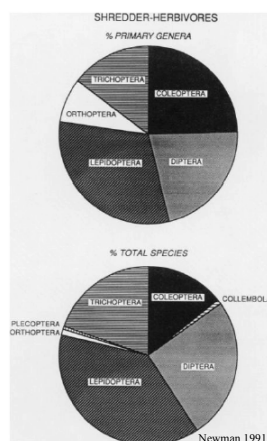 SHREDDER-HERBIVORES
% PRIMARY GENERA
TRICHOPTERA
COLEOPTERA
ORTHOPTERA
LEPIDOPTERA
DIPTERA
% TOTAL SPECIES
TRICHOPTERA
COLEOPTERA
COLLEMBOL
PLECOPTERA
ORTHOPTERA
DIPTERA
LEPIDOPTERA
Newman 1991